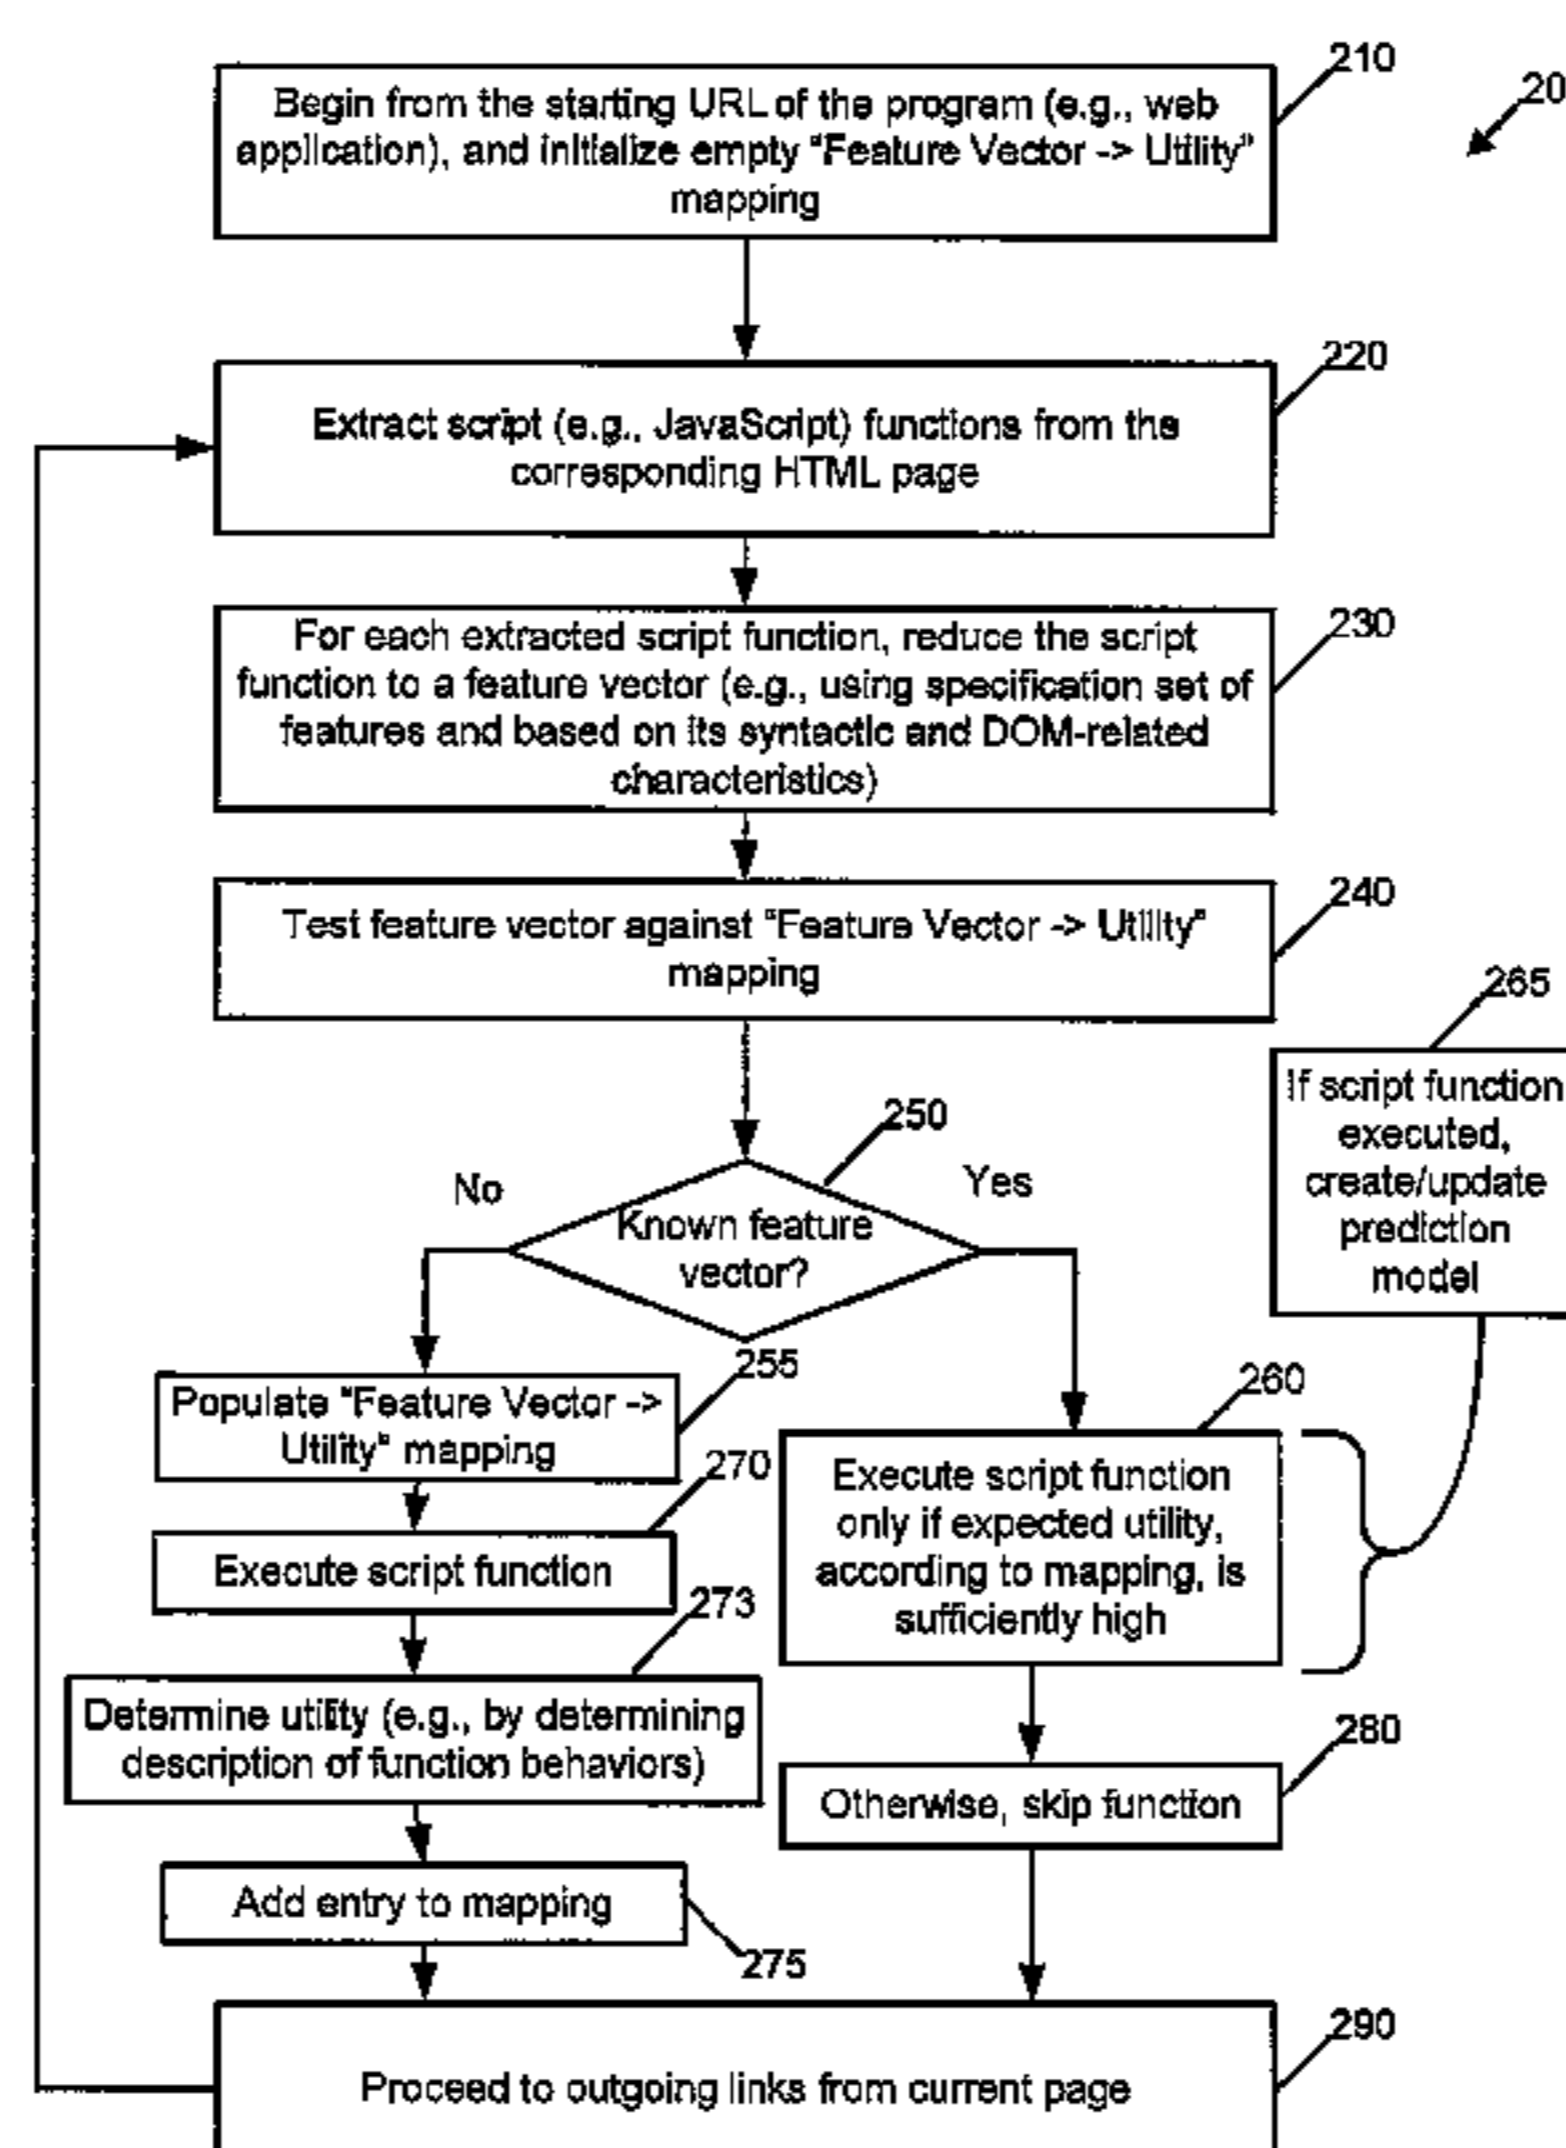 210
20
Begin from the starting URL of the program (e.g., web
application), and initialize empty "Feature Vector -> Utility"
mapping
220
Extract script (e.g., JavaScript) functions from the
corresponding HTML page
230
For each extracted script function, reduce the script
function to a feature vector (e.g., using specification set of
features and based on its syntactic and DOM-related
characteristics)
240
Test feature vector against "Feature Vector -> Utility"
mapping
265
If script function
executed,
create/update
prediction
model
250
No
Yes
Known feature
vector?
255
Populate "Feature Vector ->
Utility" mapping
260
Execute script function
only if expected utility,
according to mapping, is
sufficiently high
270
Execute script function
273
Determine utility (e.g., by determining
description of function behaviors)
280
Otherwise, skip function
Add entry to mapping
275
290
Proceed to outgoing links from current page